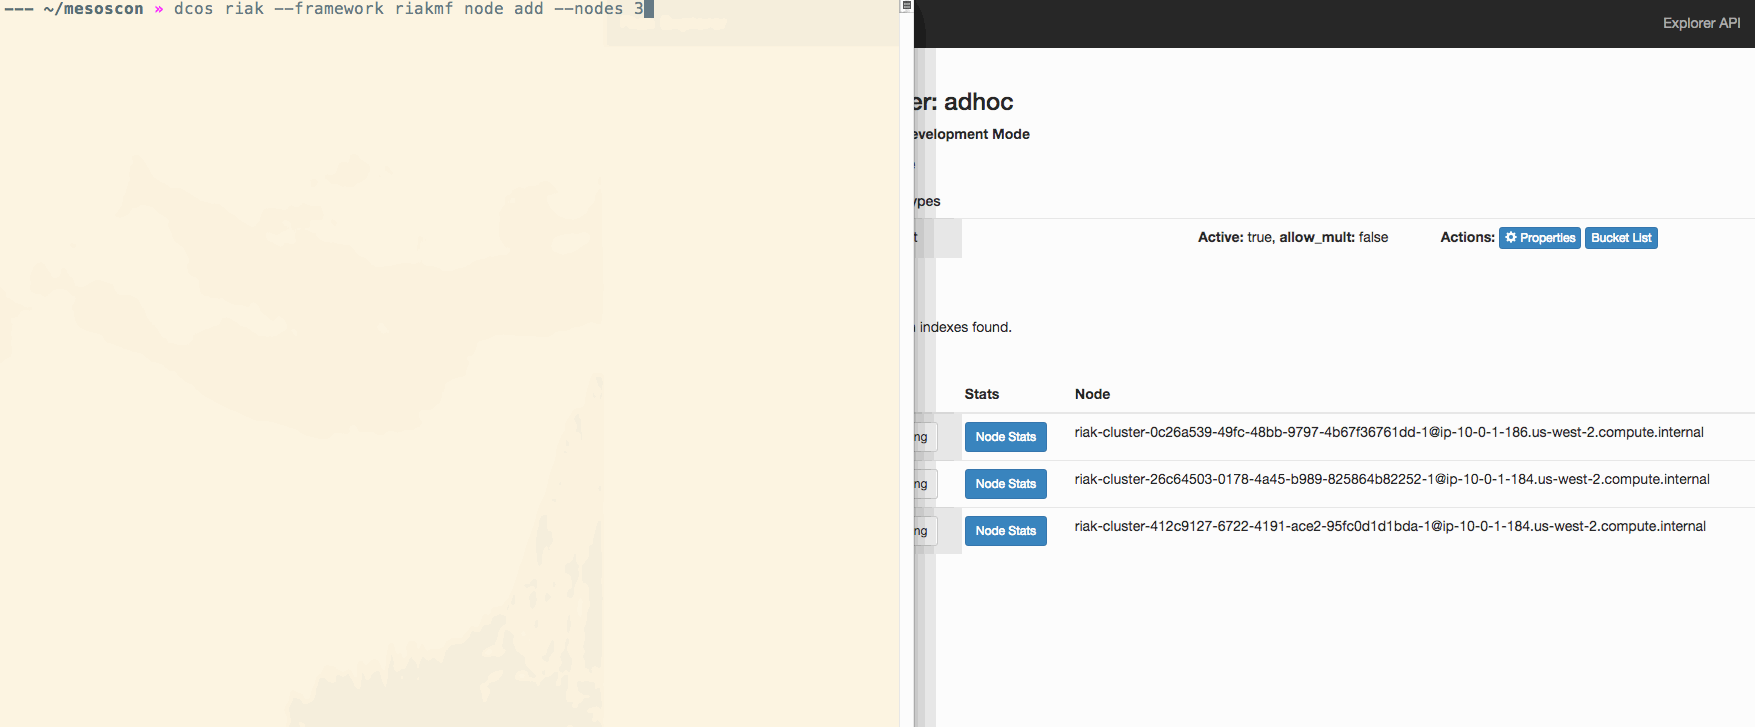 --- ~/mesoscon » dcos riak --framework riakmf node add --nodes 3
Explorer API
er: adhoc
evelopment Mode
ypes
t Active: true, allow_mult: false Actions: Properties Bucket List
indexes found.
Stats Node
ng Node Stats riak-cluster-0c26a539-49fc-48bb-9797-4b67f36761dd-1@ip-10-0-1-186.us-west-2.compute.internal
ng Node Stats riak-cluster-26c64503-0178-4a45-b989-825864b82252-1@ip-10-0-1-184.us-west-2.compute.internal
ng Node Stats riak-cluster-412c9127-6722-4191-ace2-95fc0d1d1bda-1@ip-10-0-1-184.us-west-2.compute.internal